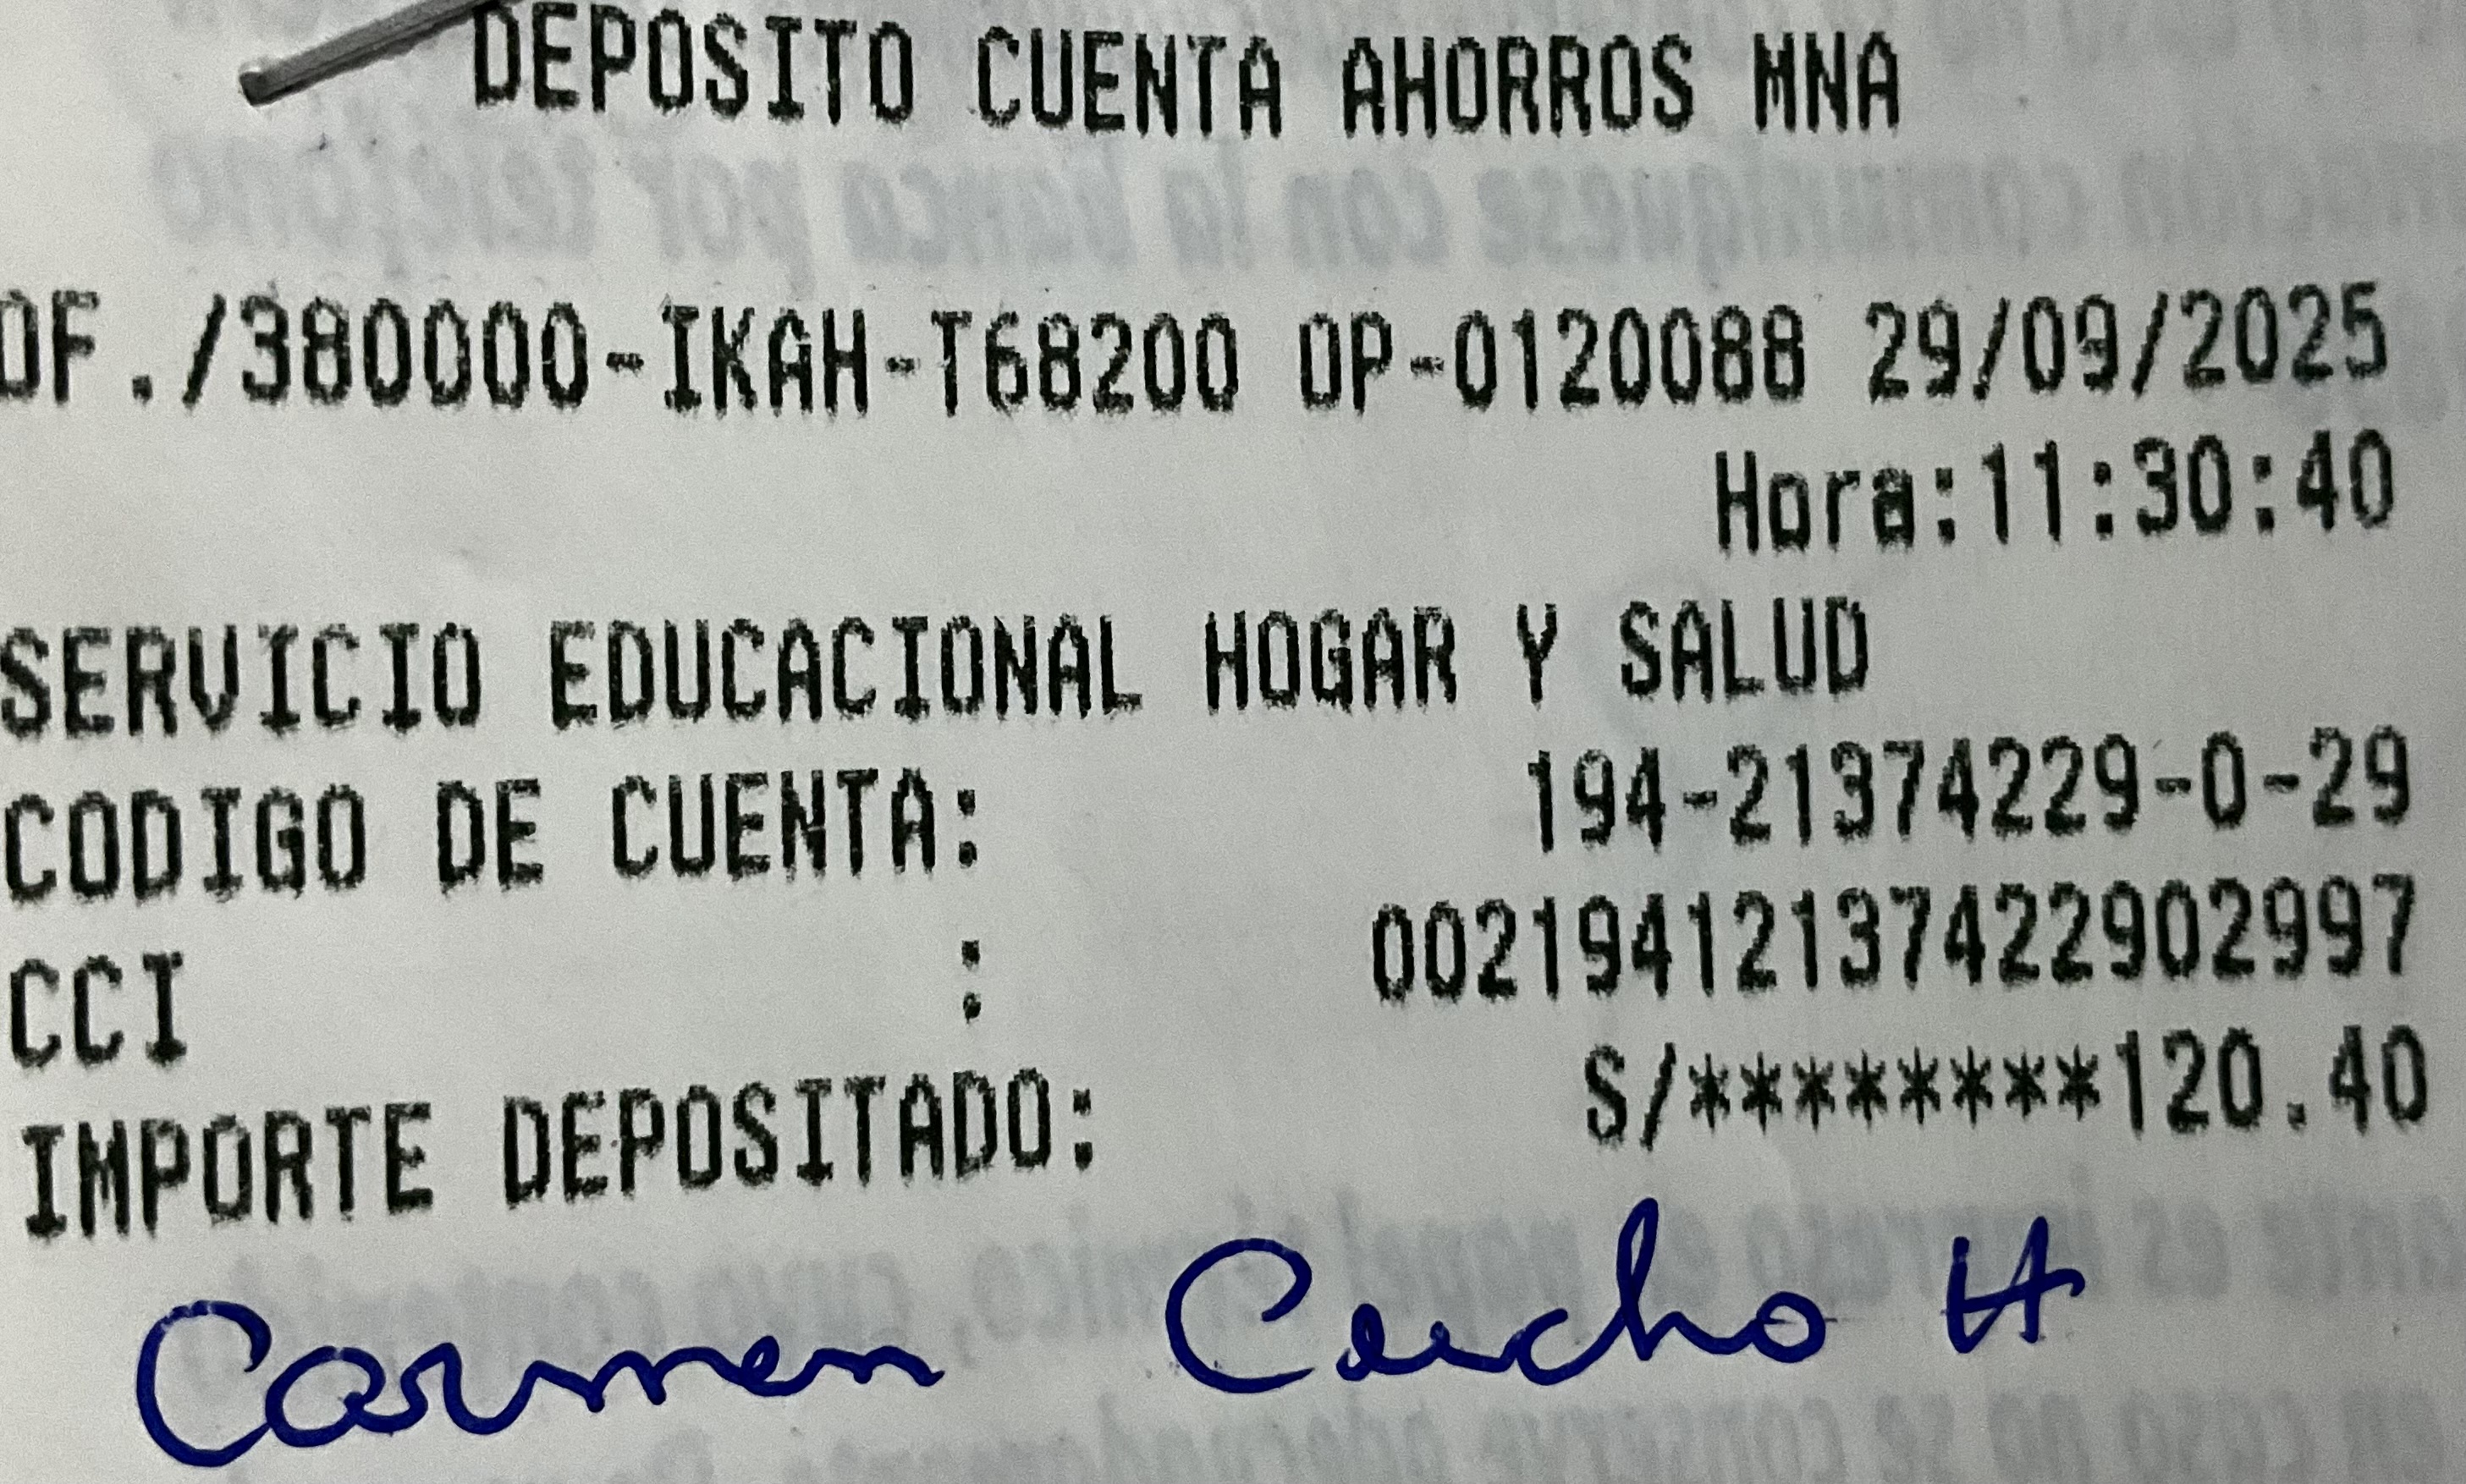 DEPOSITO CUENTA AHORROS MNA
OF./380000-IKAH-T68200 OP-0120088 29/09/2025
Hora:11:30:40
SERVICIO EDUCACIONAL HOGAR Y SALUD
CODIGO DE CUENTA: 194-21374229-0-29
CCI : 00219412137422902997
IMPORTE DEPOSITADO: S/********120.40
Carmen H